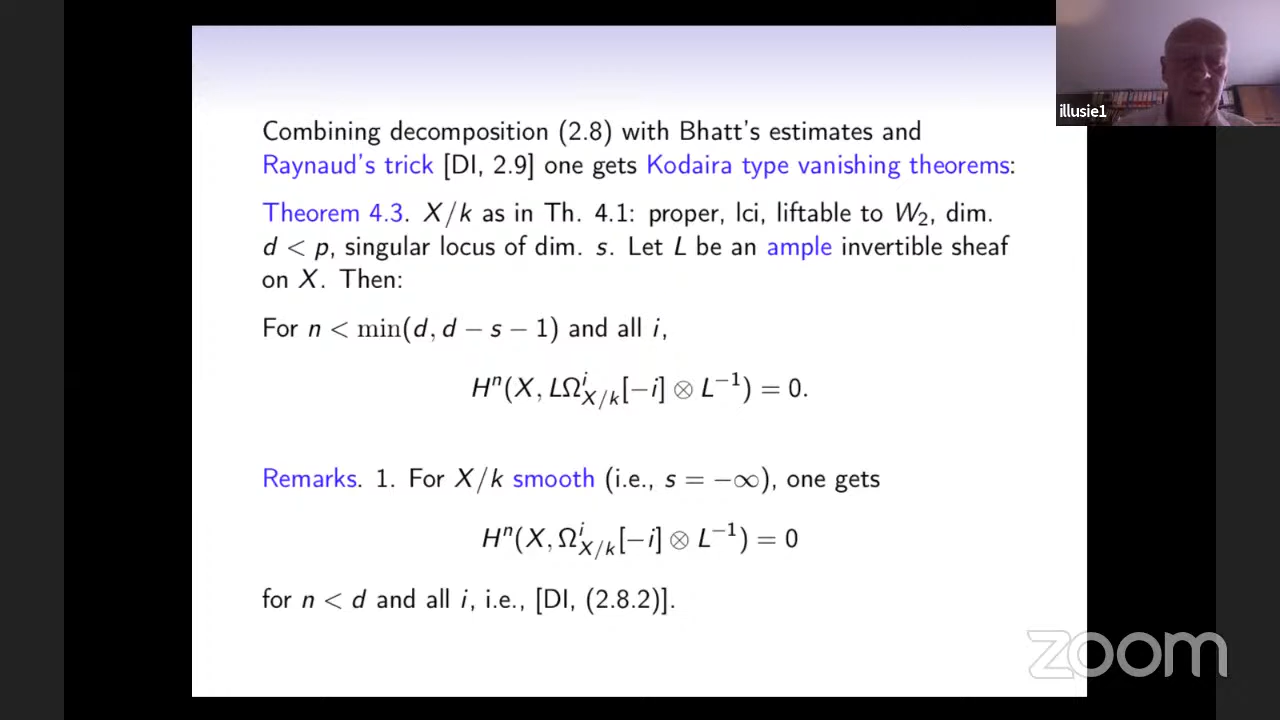 illusie1
Combining decomposition (2.8) with Bhatt's estimates and
Raynaud's trick [DI, 2.9] one gets Kodaira type vanishing theorems:
Theorem 4.3. X/k as in Th. 4.1: proper, lci, liftable to W₂, dim.
d < p, singular locus of dim. s. Let L be an ample invertible sheaf
on X. Then:
For n < min(d, d − s − 1) and all i,
Hⁿ(X, LΩⁱ_{X/k}[−i] ⊗ L⁻¹) = 0.
Remarks. 1. For X/k smooth (i.e., s = −∞), one gets
Hⁿ(X, Ωⁱ_{X/k}[−i] ⊗ L⁻¹) = 0
for n < d and all i, i.e., [DI, (2.8.2)].
zoom